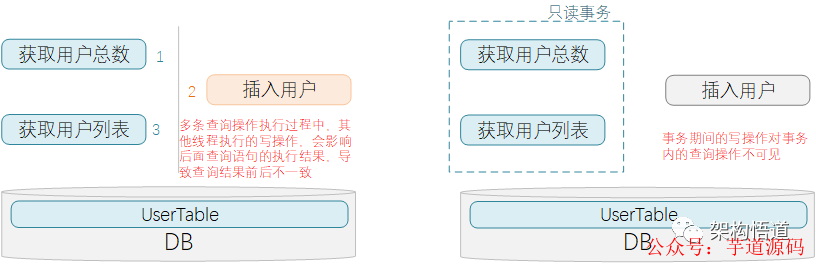 获取用户总数
1
2
插入用户
获取用户列表
3
多条查询操作执行过程中、其
他线程执行的写操作、会影响
后面查询语句的执行结果、导
致查询结果前后不一致
UserTable
DB
只读事务
获取用户总数
插入用户
获取用户列表
事务期间的写操作对事务
内的查询操作不可见
UserTable
DB
架构悟道
公众号：芋道源码